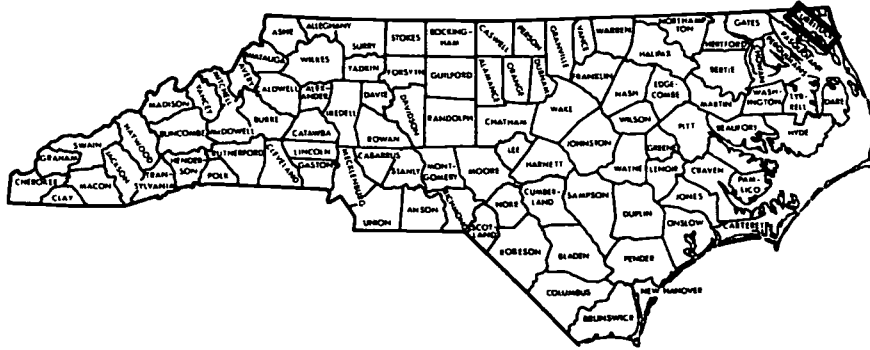 ASHE
ALLEGHANY
SURRY
STOKES
ROCKING-
HAM
CASWELL
PERSON
GRANVILLE
VANCE
WARREN
NORTHAMP
TON
GATES
HALIFAX
HERTFORD
BERTIE
WATAUGA
WILKES
YADKIN
FORSYTH
GUILFORD
ALAMANCE
ORANGE
DURHAM
FRANKLIN
NASH
EDGE-
COMBE
MARTIN
WASH-
INGTON
DARE
MADISON
YANCEY
MITCHELL
AVERY
CALDWELL
ALEX-
ANDER
IREDELL
DAVIE
DAVIDSON
RANDOLPH
CHATHAM
WAKE
WILSON
PITT
BEAUFORT
HYDE
SWAIN
HAYWOOD
BUNCOMBE
McDOWELL
BURKE
CATAWBA
ROWAN
LEE
JOHNSTON
GREEN
GRAHAM
CHEROKEE
CLAY
MACON
JACKSON
TRAN-
SYLVANIA
HENDER-
SON
POLK
RUTHERFORD
CLEVELAND
LINCOLN
GASTON
MECKLENBURG
CABARRUS
STANLY
MONT-
GOMERY
MOORE
HARNETT
WAYNE
LENOIR
CRAVEN
PAM-
LICO
UNION
ANSON
RICHMOND
SCOT-
LAND
HOKE
CUMBER-
LAND
SAMPSON
DUPLIN
JONES
ONSLOW
CARTERET
ROBESON
BLADEN
PENDER
COLUMBUS
NEW HANOVER
BRUNSWICK